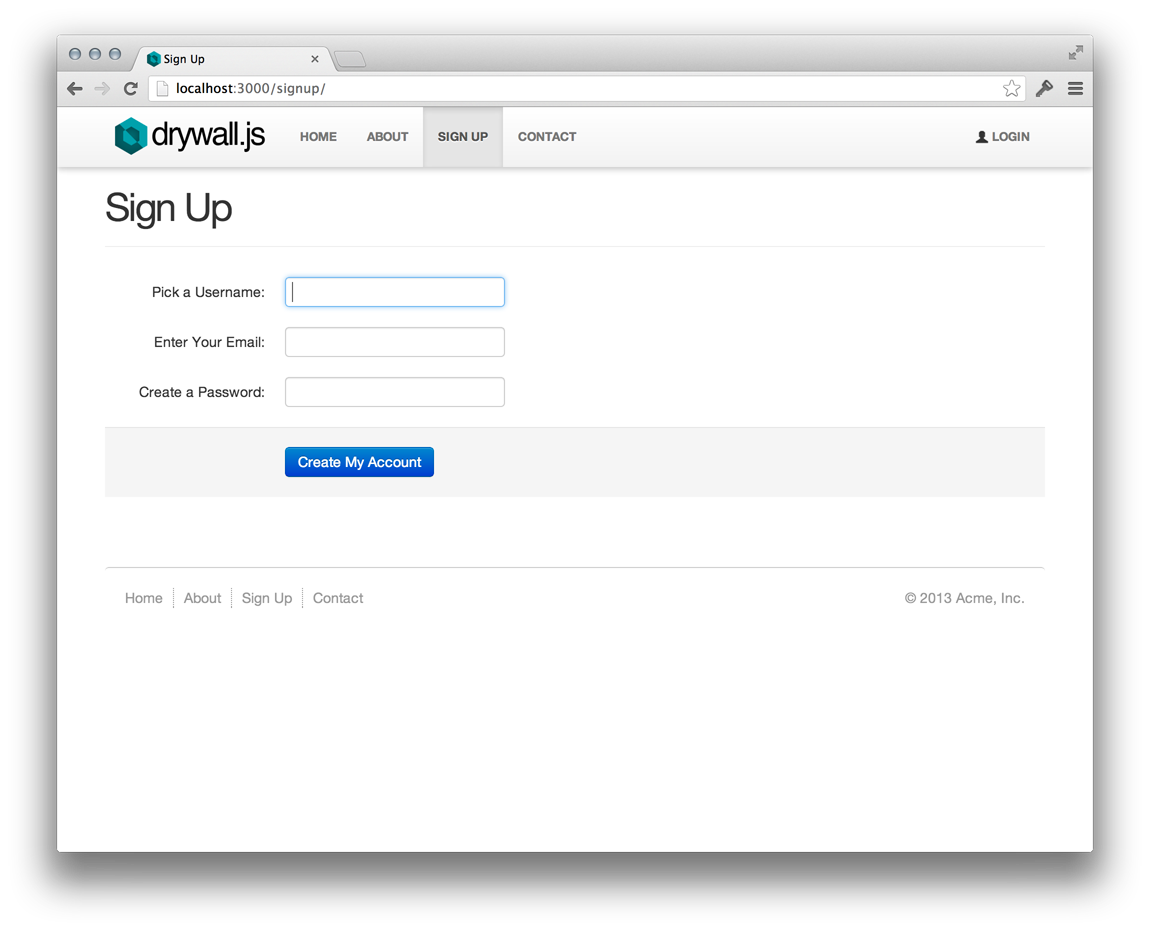 Sign Up
localhost:3000/signup/
drywall.js HOME ABOUT SIGN UP CONTACT LOGIN
Sign Up
Pick a Username:
Enter Your Email:
Create a Password:
Create My Account
Home About Sign Up Contact © 2013 Acme, Inc.